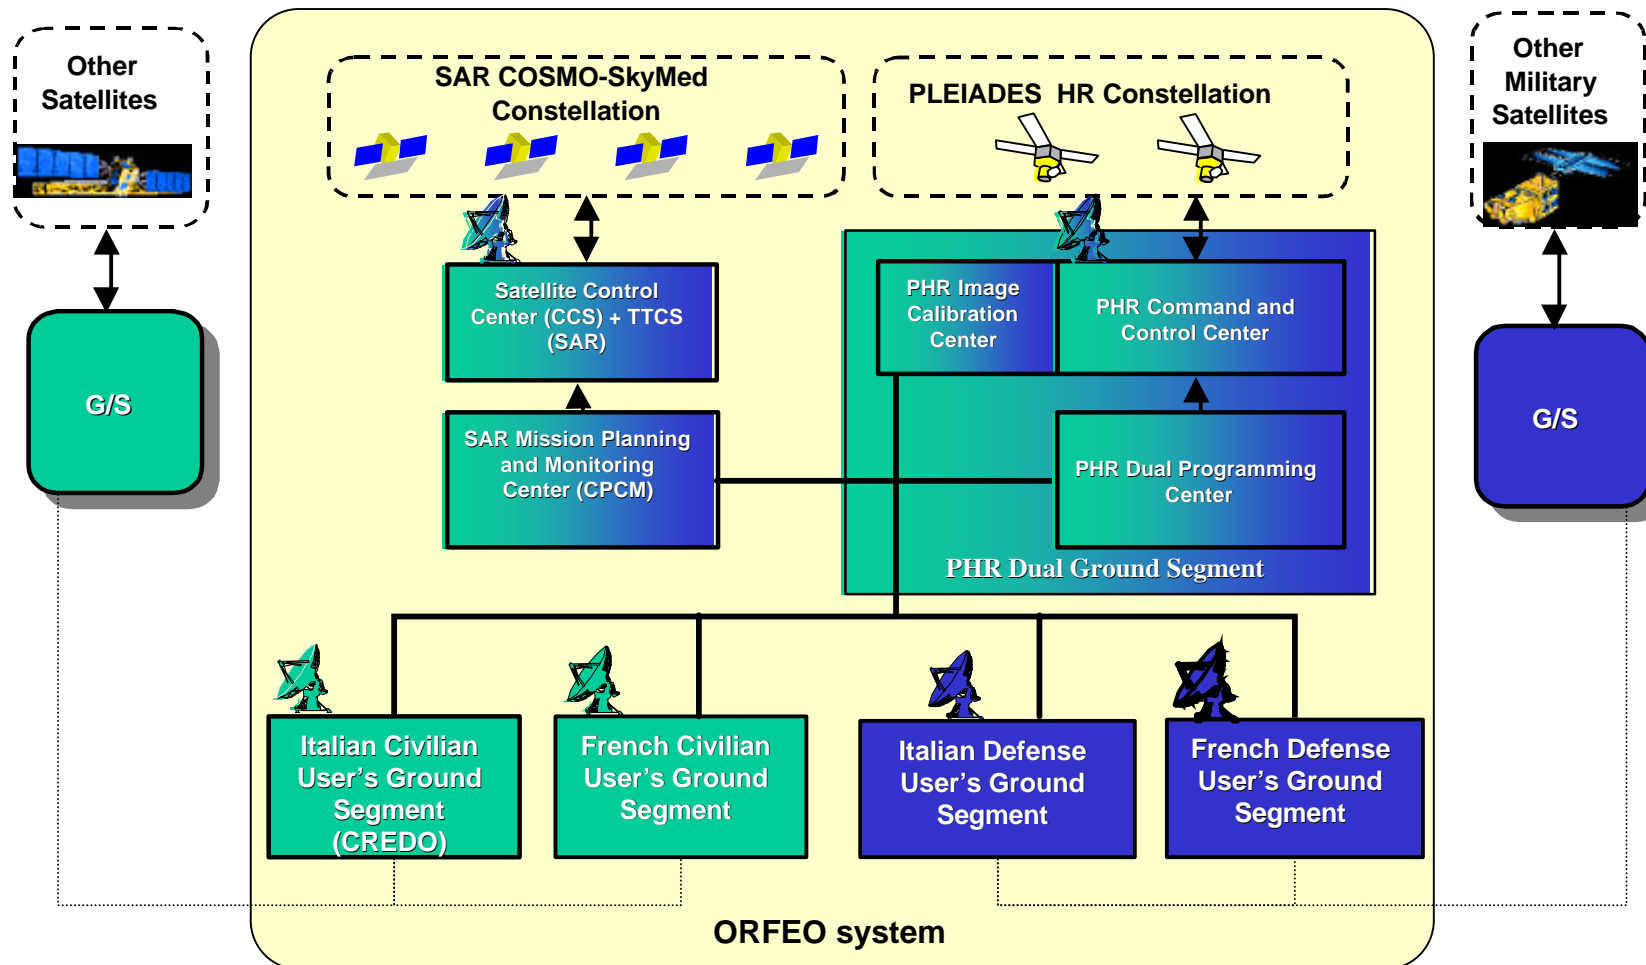 Other
Satellites
SAR COSMO-SkyMed
Constellation
PLEIADES HR Constellation
Other
Military
Satellites
G/S
Satellite Control
Center (CCS) + TTCS
(SAR)
PHR Image
Calibration
Center
PHR Command and
Control Center
G/S
SAR Mission Planning
and Monitoring
Center (CPCM)
PHR Dual Programming
Center
PHR Dual Ground Segment
Italian Civilian
User’s Ground
Segment
(CREDO)
French Civilian
User’s Ground
Segment
Italian Defense
User’s Ground
Segment
French Defense
User’s Ground
Segment
ORFEO system